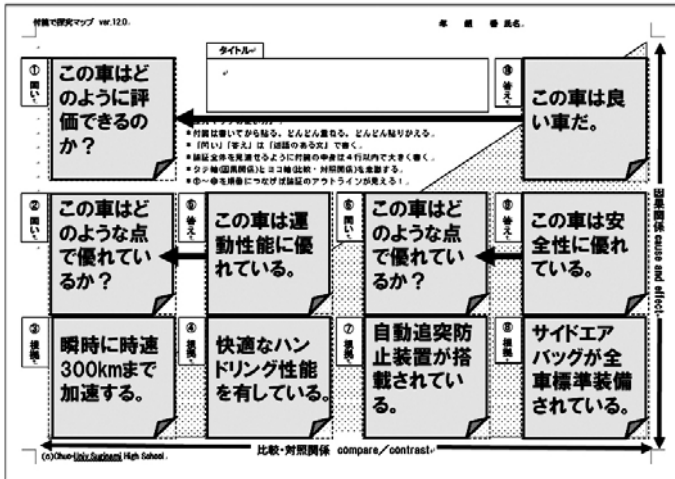 付箋で探究マップ ver.12.0.
年 組 番 氏名.
タイトル
① 問い
この車はど
のように評
価できるの
か?
⑩ 答え
この車は良
い車だ。
*付箋は書いてから貼る。どんどん重ねる。どんどん貼りかえる。
*「問い」「答え」は「述語のある文」で書く。
*論証全体を見渡せるように付箋の中身は4行以内で大きく書く。
*タテ軸(因果関係)とヨコ軸(比較・対照関係)を意識する。
*①~⑩を順番につなげば論証のアウトラインが見える!
② 問い
この車はど
のような点
で優れてい
るか?
⑤ 答え
この車は運
動性能に優
れている。
⑥ 問い
この車はど
のような点
で優れてい
るか?
⑨ 答え
この車は安
全性に優れ
ている。
③ 根拠
瞬時に時速
300kmまで
加速する。
④ 根拠
快適なハン
ドリング性能
を有している。
⑦ 根拠
自動追突防
止装置が搭
載されてい
る。
⑧ 根拠
サイドエア
バッグが全
車標準装備
されている。
因果関係 cause and effect
比較・対照関係 compare/contrast
(c)Chuo-Univ.Suginami High School.